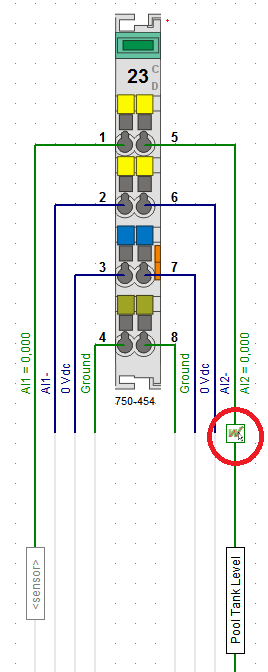 23
C
D
1
5
2
6
3
7
4
8
AI1 = 0,000
AI1-
0 Vdc
Ground
Ground
0 Vdc
AI2-
AI2 = 0,000
750-454
W
<sensor>
Pool Tank Level